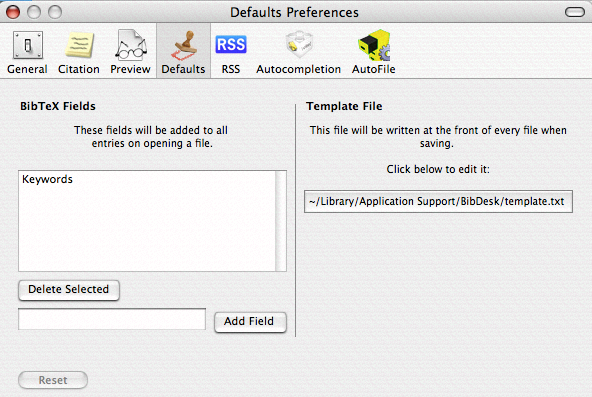 Defaults Preferences
General
Citation
Preview
Defaults
RSS
RSS
Autocompletion
AutoFile
BibTeX Fields
These fields will be added to all
entries on opening a file.
Keywords
Delete Selected
Add Field
Reset
Template File
This file will be written at the front of every file when
saving.
Click below to edit it:
~/Library/Application Support/BibDesk/template.txt